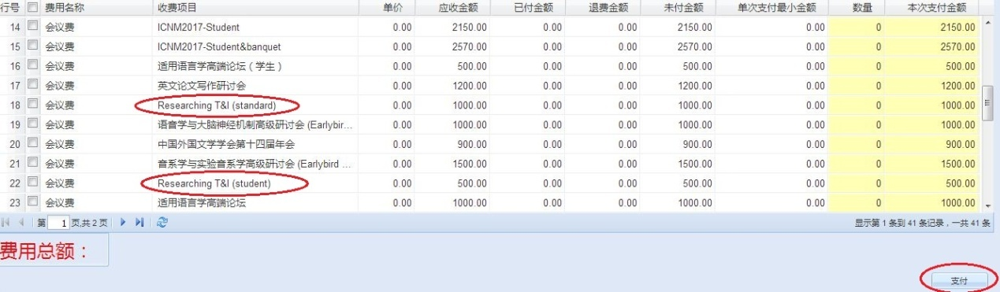 行号 费用名称 收费项目 单价 应收金额 已付金额 退费金额 未付金额 单次支付最小金额 数量 本次支付金额
14 会议费 ICNM2017-Student 0.00 2150.00 0.00 0.00 2150.00 0.00 0 2150.00
15 会议费 ICNM2017-Student&banquet 0.00 2570.00 0.00 0.00 2570.00 0.00 0 2570.00
16 会议费 适用语言学高端论坛（学生） 0.00 500.00 0.00 0.00 500.00 0.00 0 500.00
17 会议费 英文论文写作研讨会 0.00 1200.00 0.00 0.00 1200.00 0.00 0 1200.00
18 会议费 Researching T&I (standard) 0.00 1000.00 0.00 0.00 1000.00 0.00 0 1000.00
19 会议费 语音学与大脑神经机制高级研讨会 (Earlybird... 0.00 1000.00 0.00 0.00 1000.00 0.00 0 1000.00
20 会议费 中国外国文学学会第十四届年会 0.00 900.00 0.00 0.00 900.00 0.00 0 900.00
21 会议费 音系学与实验音系学高级研讨会 (Earlybird ... 0.00 1500.00 0.00 0.00 1500.00 0.00 0 1500.00
22 会议费 Researching T&I (student) 0.00 500.00 0.00 0.00 500.00 0.00 0 500.00
23 会议费 适用语言学高端论坛 0.00 1000.00 0.00 0.00 1000.00 0.00 0 1000.00
第 1 页,共 2 页 显示第 1 条到 41 条记录，一共 41 条
费用总额：
支付